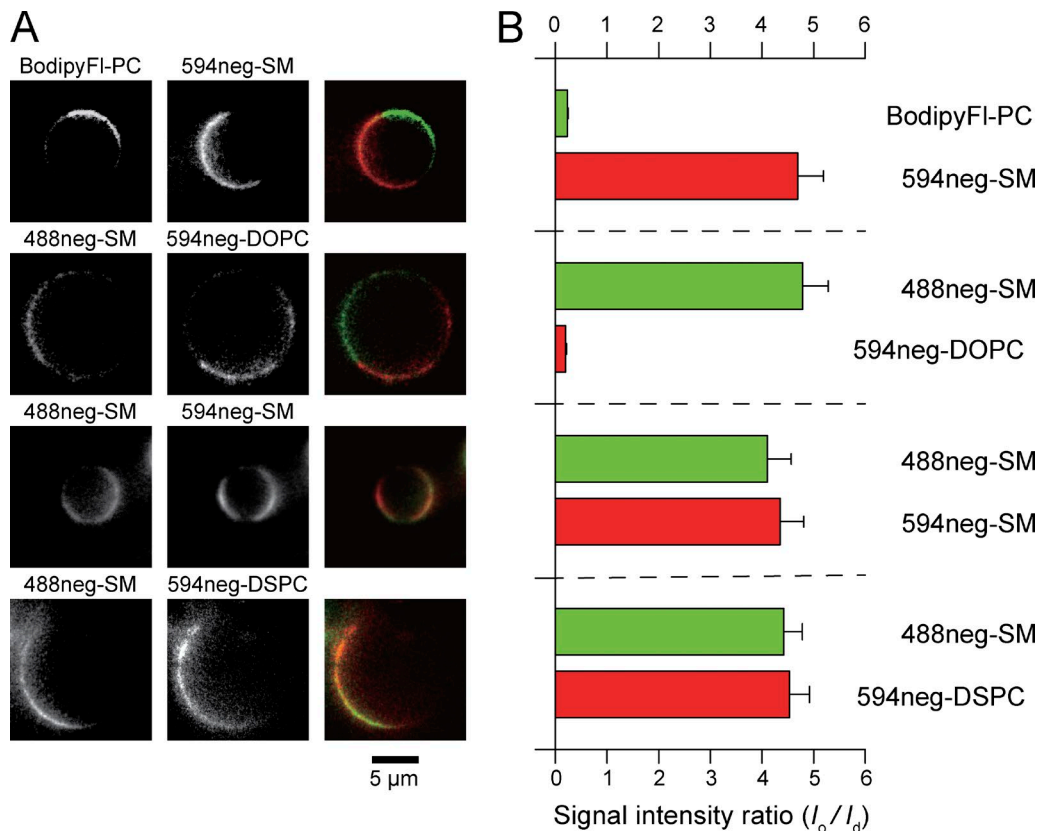 A
BodipyFl-PC 594neg-SM
488neg-SM 594neg-DOPC
488neg-SM 594neg-SM
488neg-SM 594neg-DSPC
5 µm
B
0 1 2 3 4 5 6
BodipyFl-PC
594neg-SM
488neg-SM
594neg-DOPC
488neg-SM
594neg-SM
488neg-SM
594neg-DSPC
0 1 2 3 4 5 6
Signal intensity ratio (Io / Id)